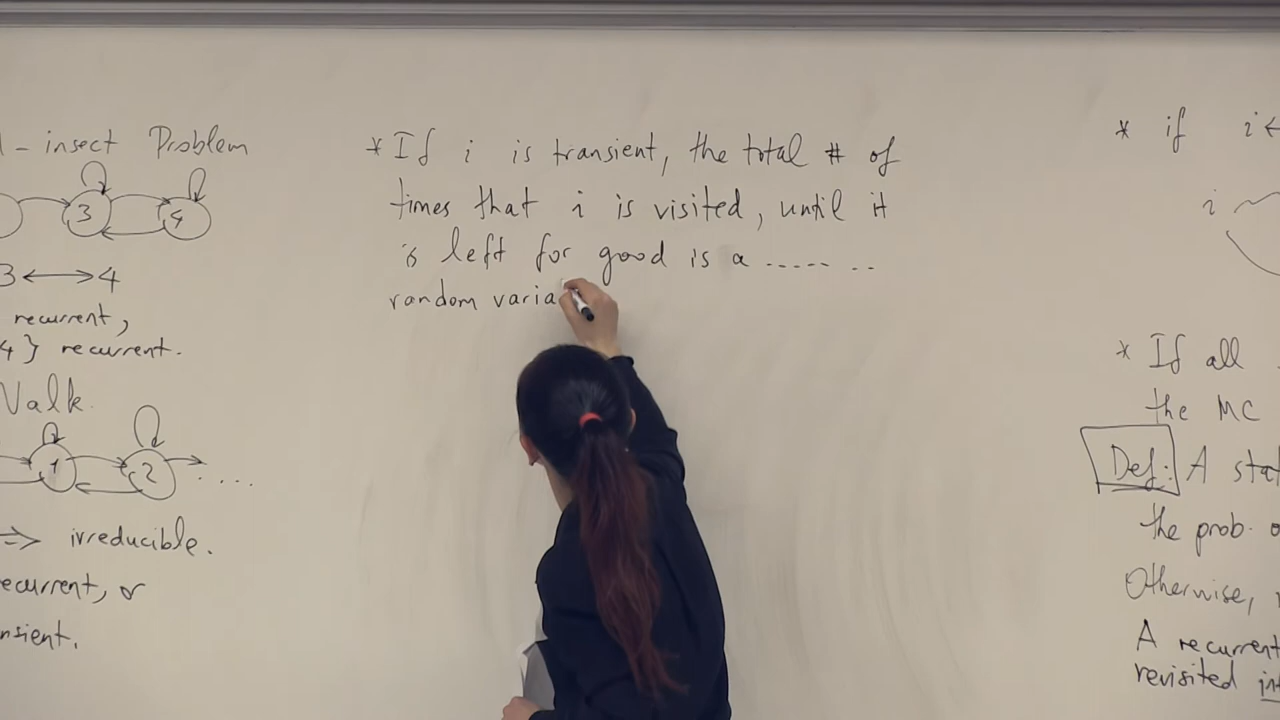 - insect Problem
3 4
3 ⟷ 4
recurrent,
4} recurrent.
Walk.
1 2 ....
⇒ irreducible.
recurrent, or
transient.
* If i is transient, the total # of
times that i is visited, until it
is left for good is a ..... ..
random varia
* if i ←
i
* If all
the MC
Def: A stat
the prob. o
Otherwise,
A recurrent
revisited in